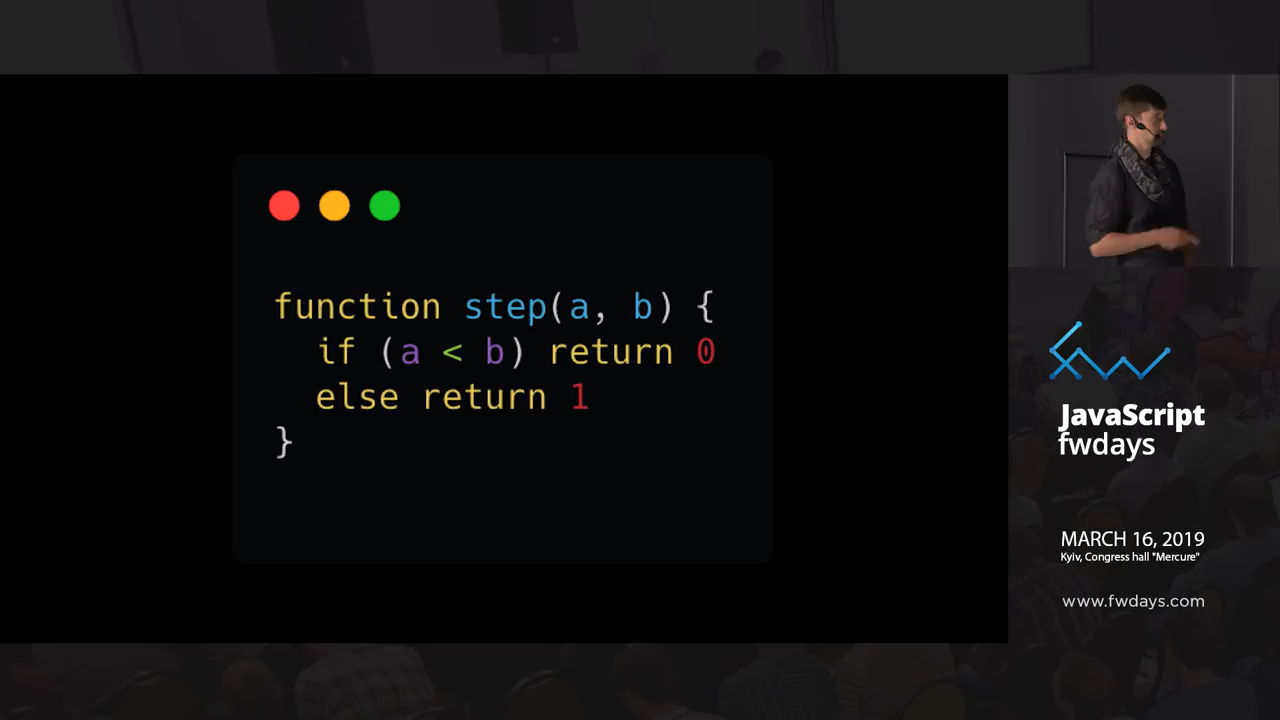 function step(a, b) {
  if (a < b) return 0
  else return 1
}
JavaScript
fwdays
MARCH 16, 2019
Kyiv, Congress hall "Mercure"
www.fwdays.com